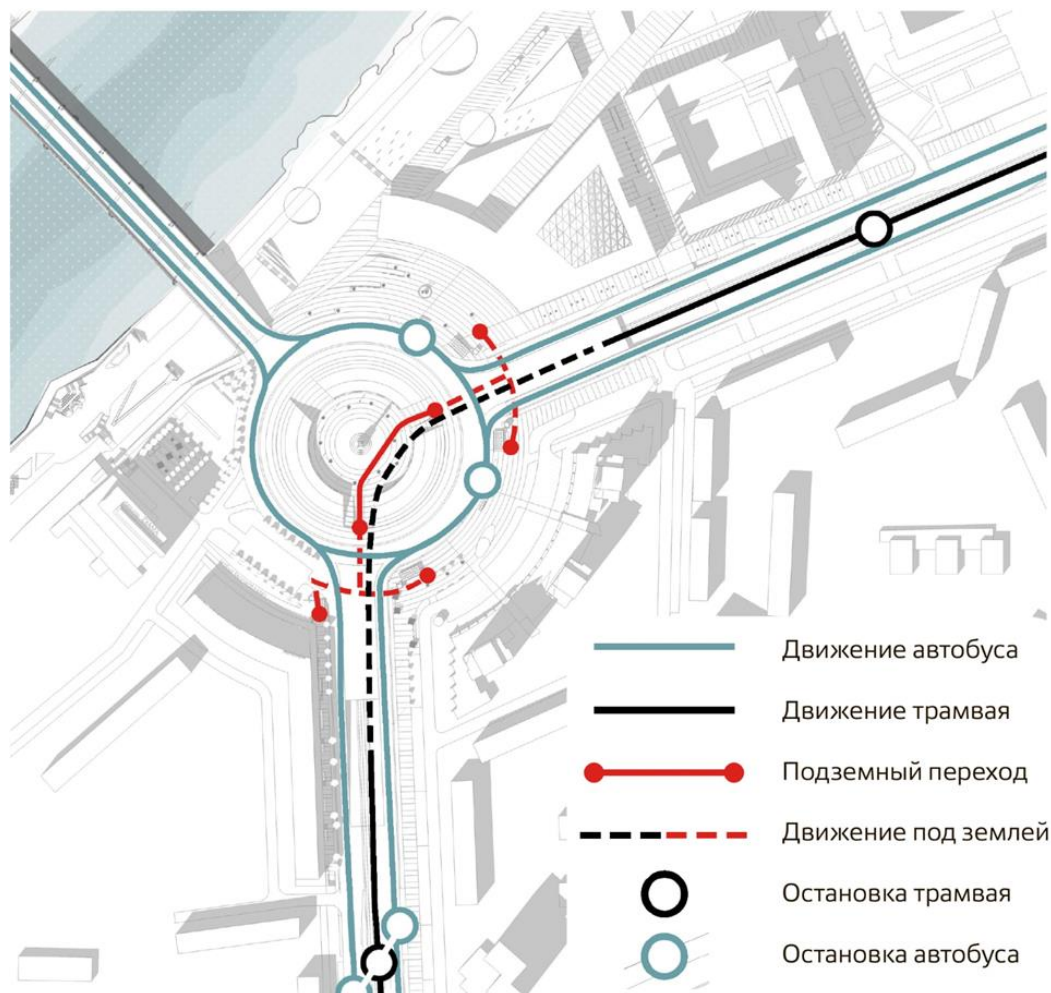 Движение автобуса
Движение трамвая
Подземный переход
Движение под землей
Остановка трамвая
Остановка автобуса